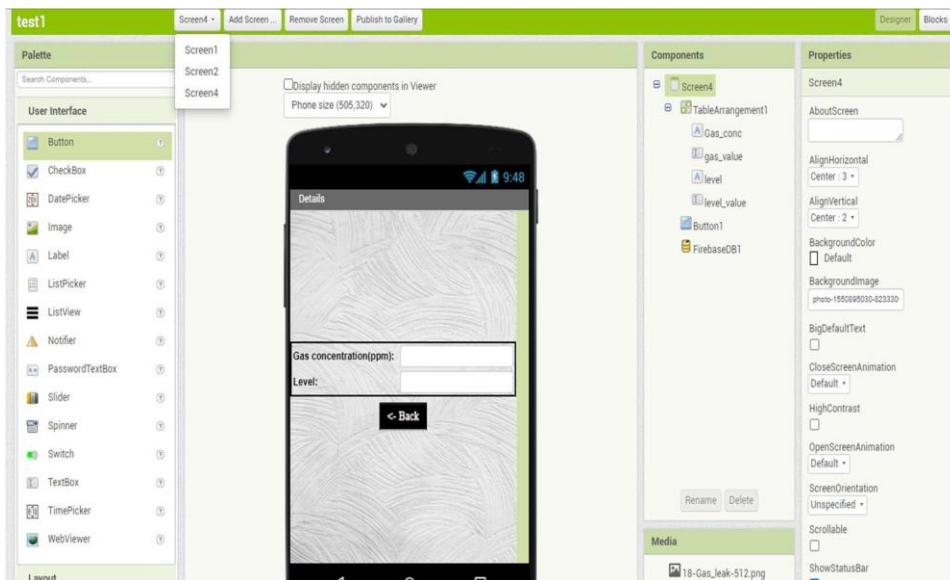 test1
Screen4
Add Screen ...
Remove Screen
Publish to Gallery
Designer
Blocks
Screen1
Screen2
Screen4
Palette
Search Components...
User Interface
Button
CheckBox
DatePicker
Image
Label
ListPicker
ListView
Notifier
PasswordTextBox
Slider
Spinner
Switch
TextBox
TimePicker
WebViewer
Layout
Display hidden components in Viewer
Phone size (505,320)
9:48
Details
Gas concentration(ppm):
Level:
<- Back
Components
Screen4
TableArrangement1
Gas_conc
gas_value
level
level_value
Button1
FirebaseDB1
Rename
Delete
Media
18-Gas_leak-512.png
Properties
Screen4
AboutScreen
AlignHorizontal
Center : 3
AlignVertical
Center : 2
BackgroundColor
Default
BackgroundImage
BigDefaultText
CloseScreenAnimation
Default
HighContrast
OpenScreenAnimation
Default
ScreenOrientation
Unspecified
Scrollable
ShowStatusBar